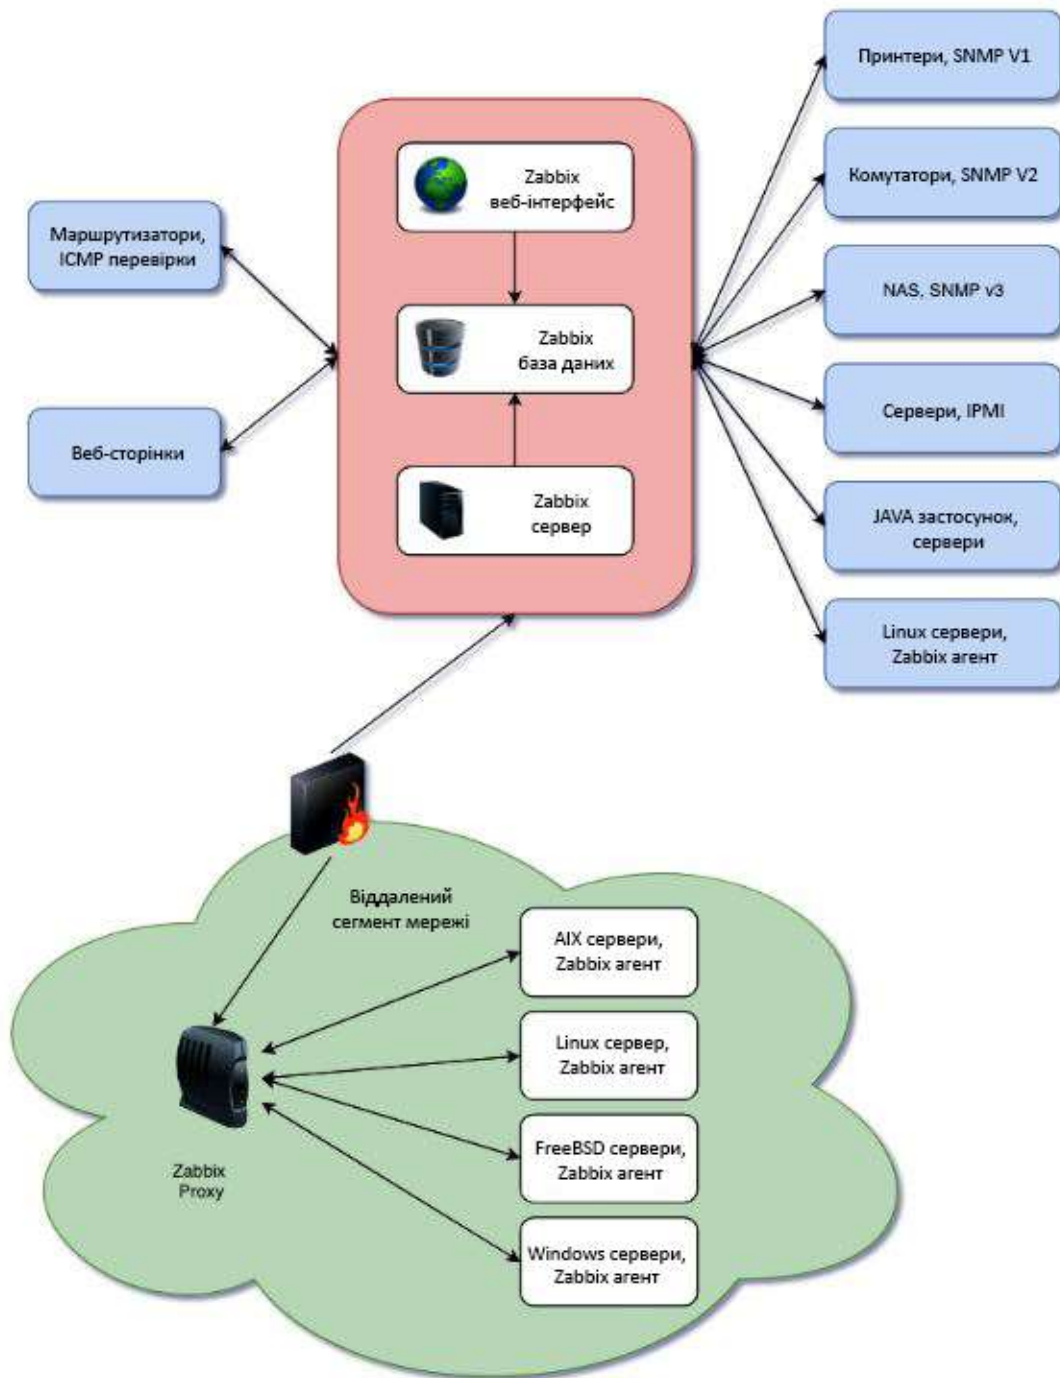 Принтери, SNMP V1
Zabbix
веб-інтерфейс
Комутатори, SNMP V2
Маршрутизатори,
ICMP перевірки
NAS, SNMP v3
Zabbix
база даних
Сервери, IPMI
Веб-сторінки
Zabbix
сервер
JAVA застосунок,
сервери
Linux сервери,
Zabbix агент
Віддалений
сегмент мережі
AIX сервери,
Zabbix агент
Linux сервер,
Zabbix агент
FreeBSD сервери,
Zabbix агент
Zabbix
Proxy
Windows сервери,
Zabbix агент